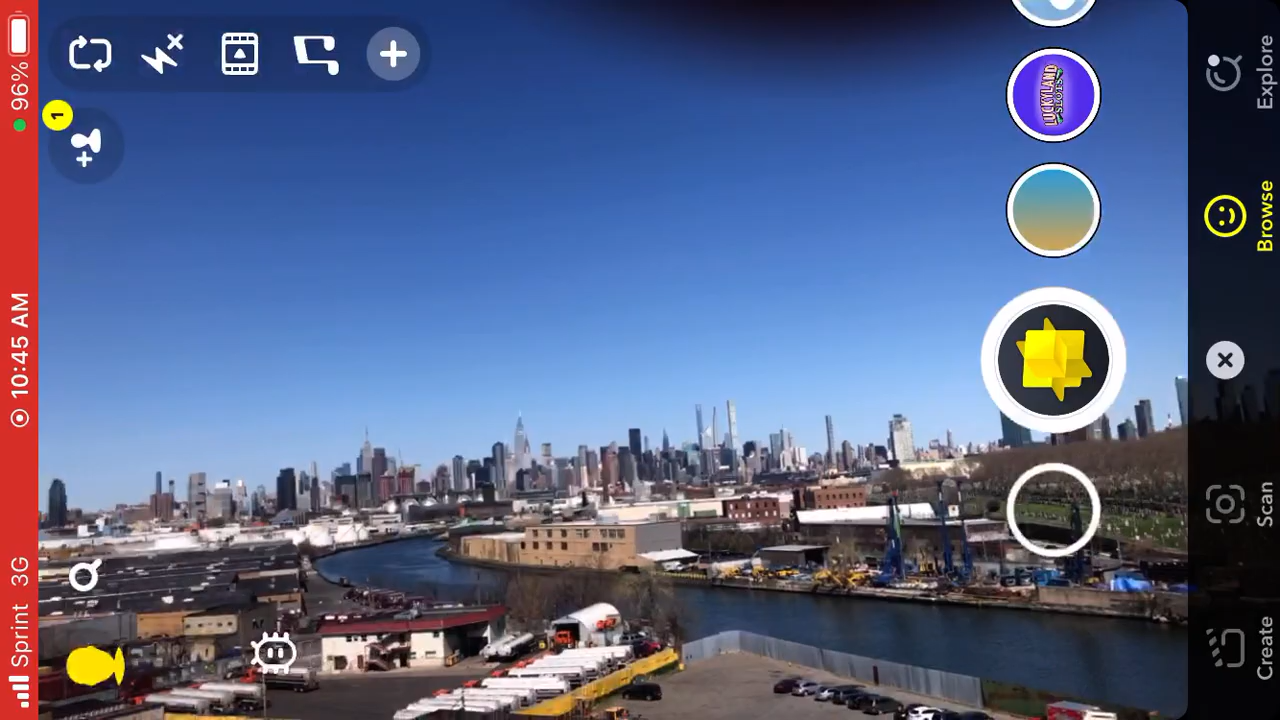 Sprint 3G
10:45 AM
96%
1
LUCKYLAND
SLOTS
Create
Scan
Browse
Explore